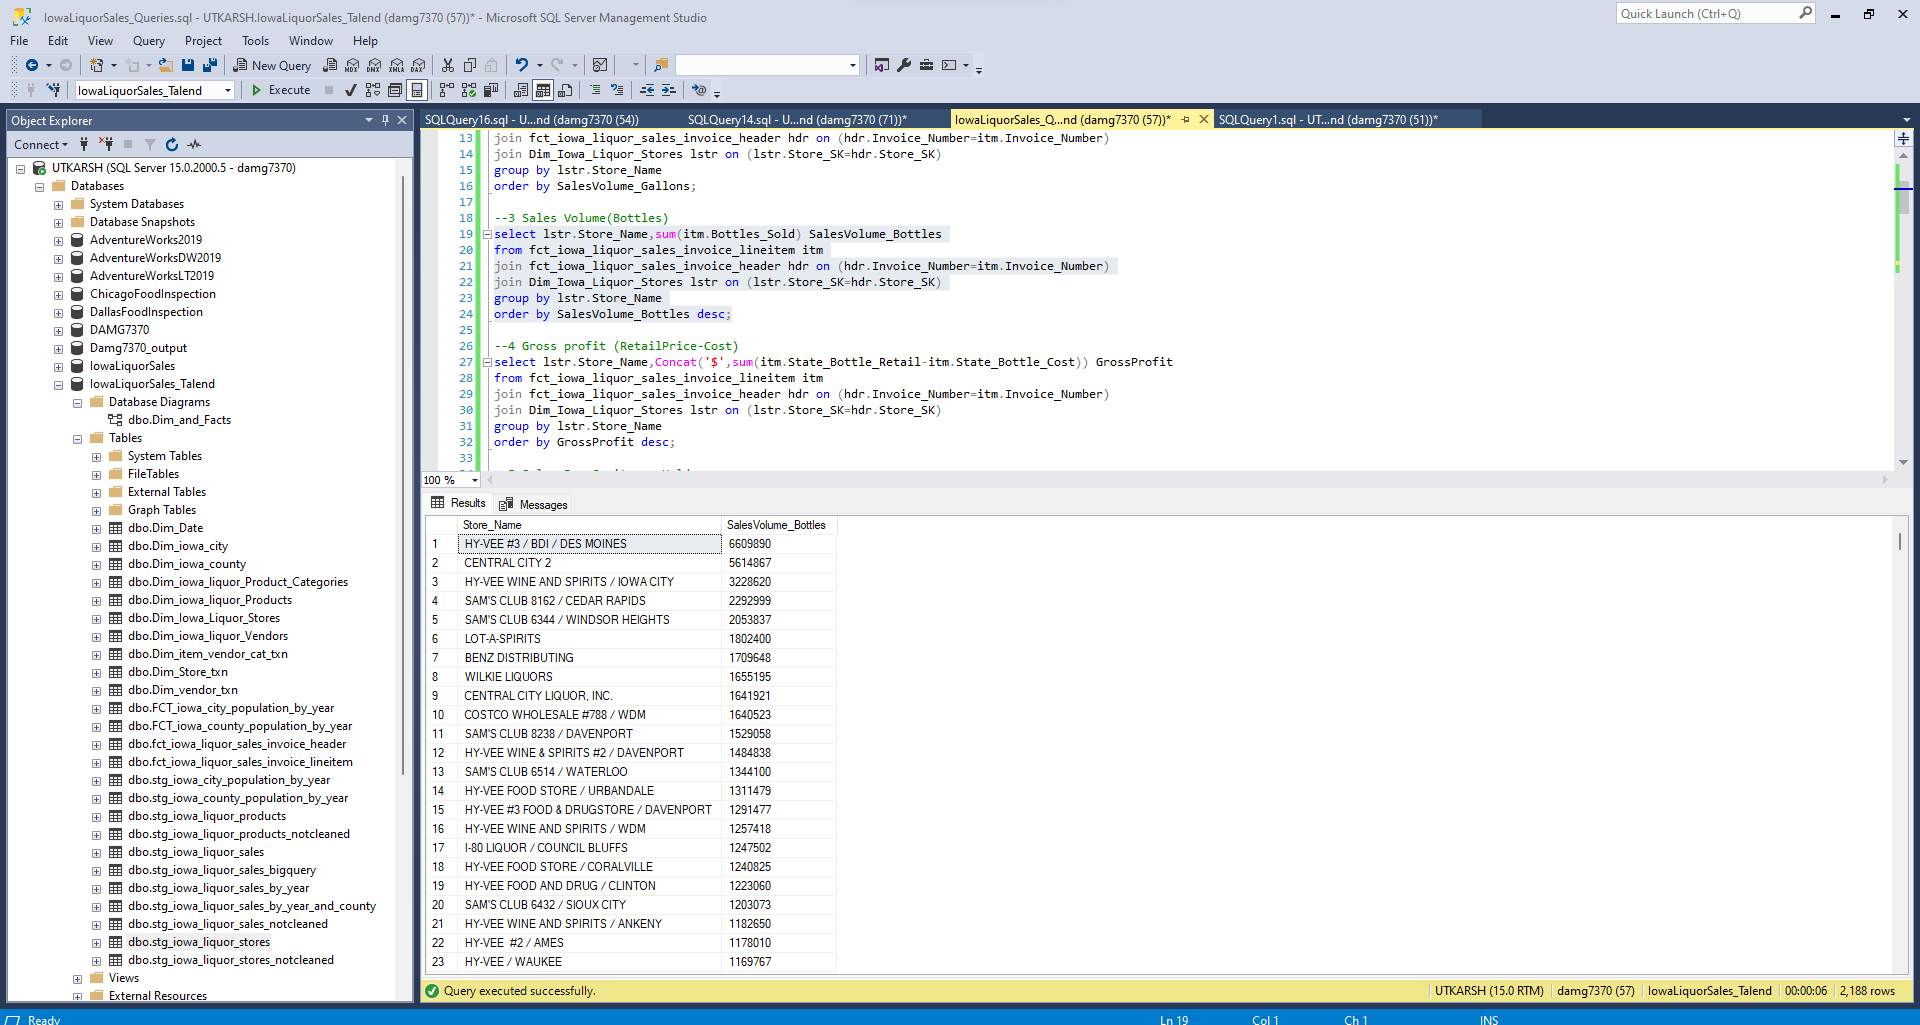 IowaLiquorSales_Queries.sql - UTKARSH.IowaLiquorSales_Talend (damg7370 (57))* - Microsoft SQL Server Management Studio
Quick Launch (Ctrl+Q)
File Edit View Query Project Tools Window Help
New Query MDX DMX XMLA DAX
IowaLiquorSales_Talend Execute
Object Explorer
Connect
UTKARSH (SQL Server 15.0.2000.5 - damg7370)
Databases
System Databases
Database Snapshots
AdventureWorks2019
AdventureWorksDW2019
AdventureWorksLT2019
ChicagoFoodInspection
DallasFoodInspection
DAMG7370
Damg7370_output
IowaLiquorSales
IowaLiquorSales_Talend
Database Diagrams
dbo.Dim_and_Facts
Tables
System Tables
FileTables
External Tables
Graph Tables
dbo.Dim_Date
dbo.Dim_iowa_city
dbo.Dim_iowa_county
dbo.Dim_iowa_liquor_Product_Categories
dbo.Dim_iowa_liquor_Products
dbo.Dim_Iowa_Liquor_Stores
dbo.Dim_iowa_liquor_Vendors
dbo.Dim_item_vendor_cat_txn
dbo.Dim_Store_txn
dbo.Dim_vendor_txn
dbo.FCT_iowa_city_population_by_year
dbo.FCT_iowa_county_population_by_year
dbo.fct_iowa_liquor_sales_invoice_header
dbo.fct_iowa_liquor_sales_invoice_lineitem
dbo.stg_iowa_city_population_by_year
dbo.stg_iowa_county_population_by_year
dbo.stg_iowa_liquor_products
dbo.stg_iowa_liquor_products_notcleaned
dbo.stg_iowa_liquor_sales
dbo.stg_iowa_liquor_sales_bigquery
dbo.stg_iowa_liquor_sales_by_year
dbo.stg_iowa_liquor_sales_by_year_and_county
dbo.stg_iowa_liquor_sales_notcleaned
dbo.stg_iowa_liquor_stores
dbo.stg_iowa_liquor_stores_notcleaned
Views
External Resources
SQLQuery16.sql - U...nd (damg7370 (54)) SQLQuery14.sql - U...nd (damg7370 (71))* IowaLiquorSales_Q...nd (damg7370 (57))* SQLQuery1.sql - UT...nd (damg7370 (51))*
13 join fct_iowa_liquor_sales_invoice_header hdr on (hdr.Invoice_Number=itm.Invoice_Number)
14 join Dim_Iowa_Liquor_Stores lstr on (lstr.Store_SK=hdr.Store_SK)
15 group by lstr.Store_Name
16 order by SalesVolume_Gallons;
17
18 --3 Sales Volume(Bottles)
19 select lstr.Store_Name,sum(itm.Bottles_Sold) SalesVolume_Bottles
20 from fct_iowa_liquor_sales_invoice_lineitem itm
21 join fct_iowa_liquor_sales_invoice_header hdr on (hdr.Invoice_Number=itm.Invoice_Number)
22 join Dim_Iowa_Liquor_Stores lstr on (lstr.Store_SK=hdr.Store_SK)
23 group by lstr.Store_Name
24 order by SalesVolume_Bottles desc;
25
26 --4 Gross profit (RetailPrice-Cost)
27 select lstr.Store_Name,Concat('$',sum(itm.State_Bottle_Retail-itm.State_Bottle_Cost)) GrossProfit
28 from fct_iowa_liquor_sales_invoice_lineitem itm
29 join fct_iowa_liquor_sales_invoice_header hdr on (hdr.Invoice_Number=itm.Invoice_Number)
30 join Dim_Iowa_Liquor_Stores lstr on (lstr.Store_SK=hdr.Store_SK)
31 group by lstr.Store_Name
32 order by GrossProfit desc;
33
100 %
Results Messages
Store_Name SalesVolume_Bottles
1 HY-VEE #3 / BDI / DES MOINES 6609890
2 CENTRAL CITY 2 5614867
3 HY-VEE WINE AND SPIRITS / IOWA CITY 3228620
4 SAM'S CLUB 8162 / CEDAR RAPIDS 2292999
5 SAM'S CLUB 6344 / WINDSOR HEIGHTS 2053837
6 LOT-A-SPIRITS 1802400
7 BENZ DISTRIBUTING 1709648
8 WILKIE LIQUORS 1655195
9 CENTRAL CITY LIQUOR, INC. 1641921
10 COSTCO WHOLESALE #788 / WDM 1640523
11 SAM'S CLUB 8238 / DAVENPORT 1529058
12 HY-VEE WINE & SPIRITS #2 / DAVENPORT 1484838
13 SAM'S CLUB 6514 / WATERLOO 1344100
14 HY-VEE FOOD STORE / URBANDALE 1311479
15 HY-VEE #3 FOOD & DRUGSTORE / DAVENPORT 1291477
16 HY-VEE WINE AND SPIRITS / WDM 1257418
17 I-80 LIQUOR / COUNCIL BLUFFS 1247502
18 HY-VEE FOOD STORE / CORALVILLE 1240825
19 HY-VEE FOOD AND DRUG / CLINTON 1223060
20 SAM'S CLUB 6432 / SIOUX CITY 1203073
21 HY-VEE WINE AND SPIRITS / ANKENY 1182650
22 HY-VEE #2 / AMES 1178010
23 HY-VEE / WAUKEE 1169767
Query executed successfully. UTKARSH (15.0 RTM) damg7370 (57) IowaLiquorSales_Talend 00:00:06 2,188 rows
Ready Ln 19 Col 1 Ch 1 INS